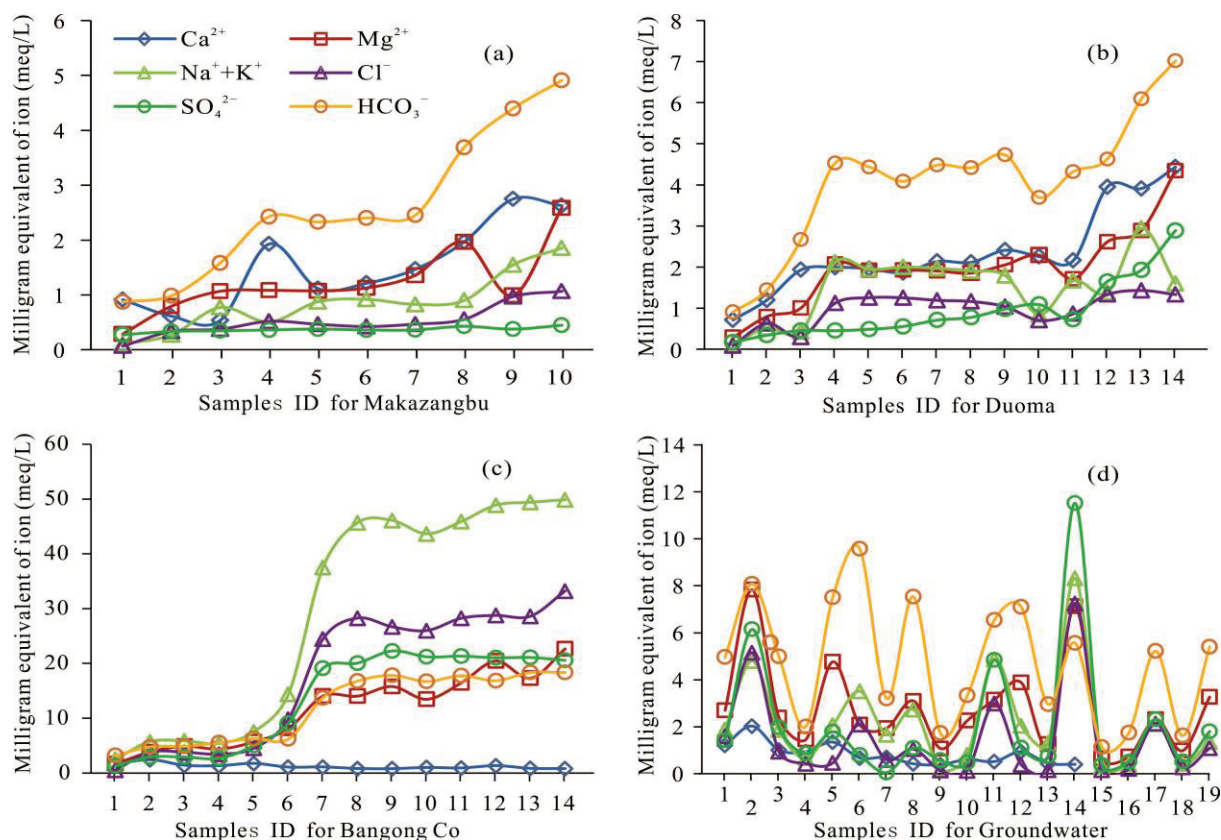 Milligram equivalent of ion (meq/L)
6
5
4
3
2
1
0
Ca²⁺
Mg²⁺
Na⁺+K⁺
Cl⁻
SO₄²⁻
HCO₃⁻
(a)
1 2 3 4 5 6 7 8 9 10
Samples ID for Makazangbu
Milligram equivalent of ion (meq/L)
8
7
6
5
4
3
2
1
0
(b)
1 2 3 4 5 6 7 8 9 10 11 12 13 14
Samples ID for Duoma
Milligram equivalent of ion (meq/L)
60
50
40
30
20
10
0
(c)
1 2 3 4 5 6 7 8 9 10 11 12 13 14
Samples ID for Bangong Co
Milligram equivalent of ion (meq/L)
14
12
10
8
6
4
2
0
(d)
1 2 3 4 5 6 7 8 9 10 11 12 13 14 15 16 17 18 19
Samples ID for Groundwater